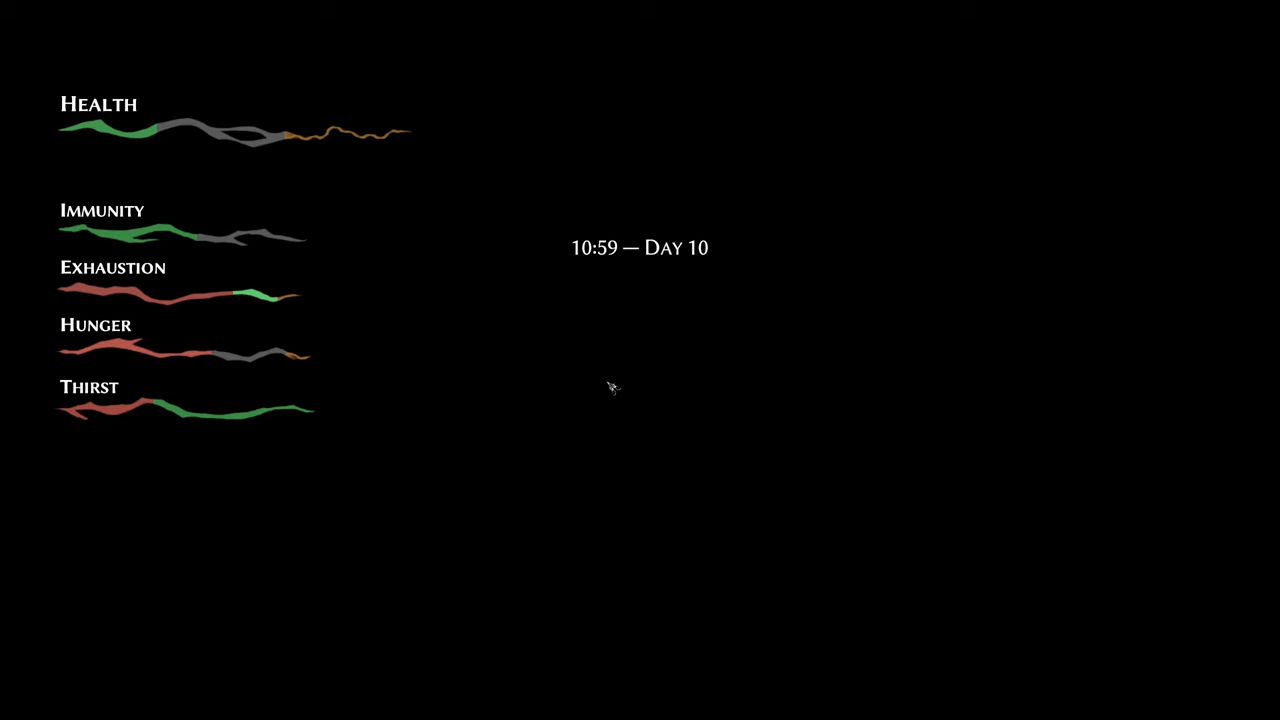 Health
Immunity
10:59 — Day 10
Exhaustion
Hunger
Thirst